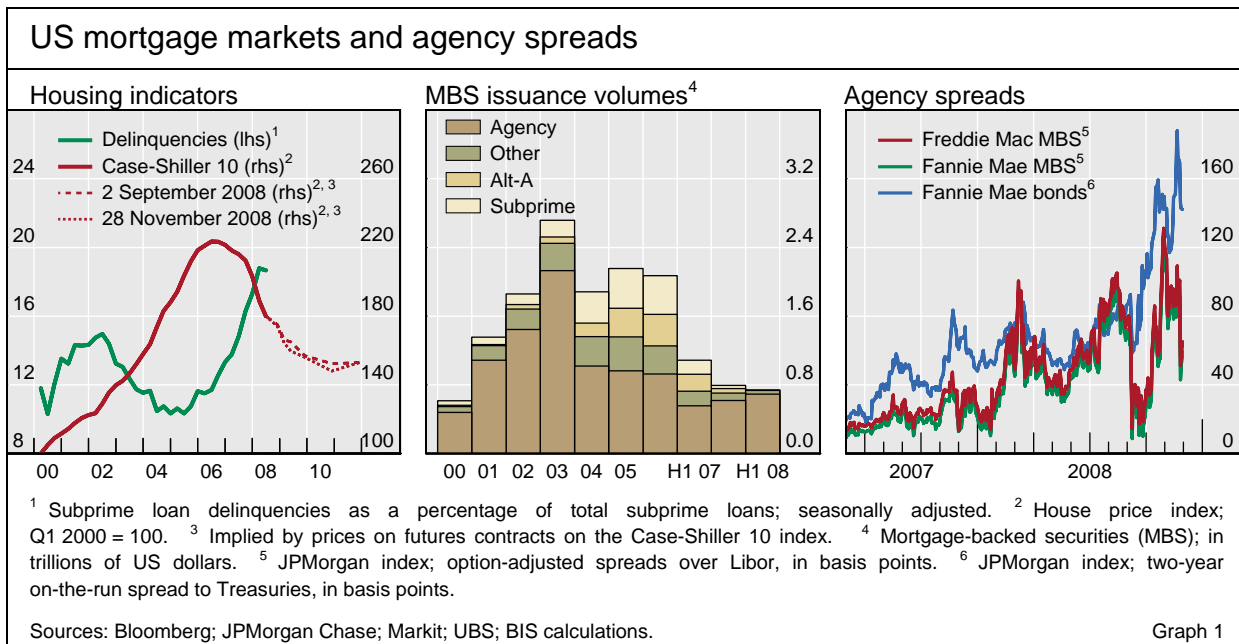 US mortgage markets and agency spreads
Housing indicators
Delinquencies (lhs)1
Case-Shiller 10 (rhs)2
2 September 2008 (rhs)2, 3
28 November 2008 (rhs)2, 3
24
20
16
12
8
260
220
180
140
100
00 02 04 06 08 10
MBS issuance volumes4
Agency
Other
Alt-A
Subprime
3.2
2.4
1.6
0.8
0.0
00 01 02 03 04 05 H1 07 H1 08
Agency spreads
Freddie Mac MBS5
Fannie Mae MBS5
Fannie Mae bonds6
160
120
80
40
0
2007 2008
1 Subprime loan delinquencies as a percentage of total subprime loans; seasonally adjusted. 2 House price index;
Q1 2000 = 100. 3 Implied by prices on futures contracts on the Case-Shiller 10 index. 4 Mortgage-backed securities (MBS); in
trillions of US dollars. 5 JPMorgan index; option-adjusted spreads over Libor, in basis points. 6 JPMorgan index; two-year
on-the-run spread to Treasuries, in basis points.
Sources: Bloomberg; JPMorgan Chase; Markit; UBS; BIS calculations. Graph 1